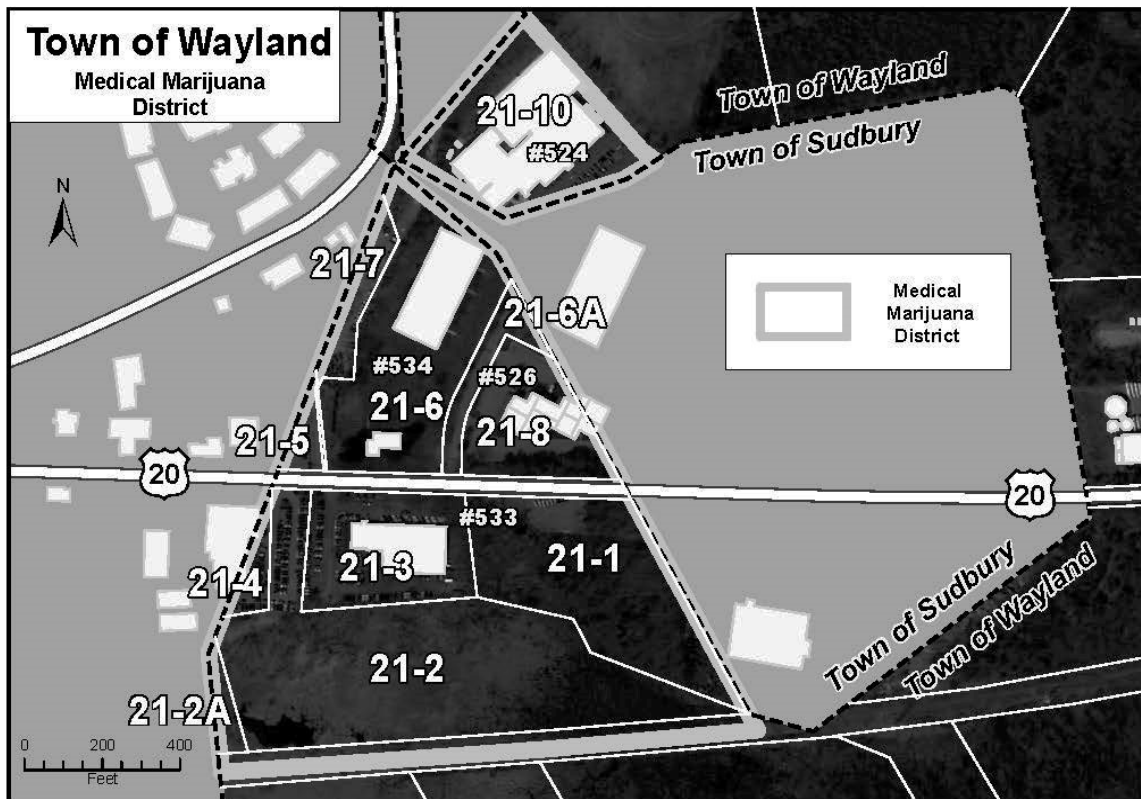 Town of Wayland
Medical Marijuana
District
21-10
#524
Town of Wayland
Town of Sudbury
N
21-7
21-6A
Medical
Marijuana
District
#534
#526
21-6
21-8
21-5
20
20
#533
21-3
21-1
21-4
21-2
Town of Sudbury
Town of Wayland
21-2A
0 200 400
Feet